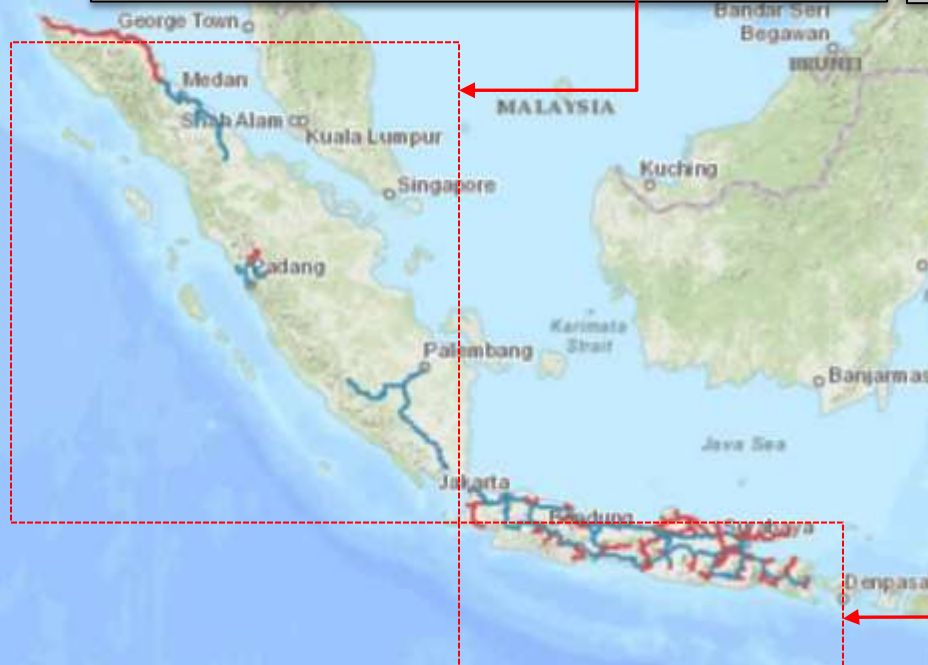 George Town
Bandar Seri
Begawan
BRUNEI
Medan
MALAYSIA
Shah Alam
Kuala Lumpur
Kuching
Singapore
Padang
Karimata
Strait
Palembang
Banjarmas
Java Sea
Jakarta
Bandung
Surabaya
Denpasa